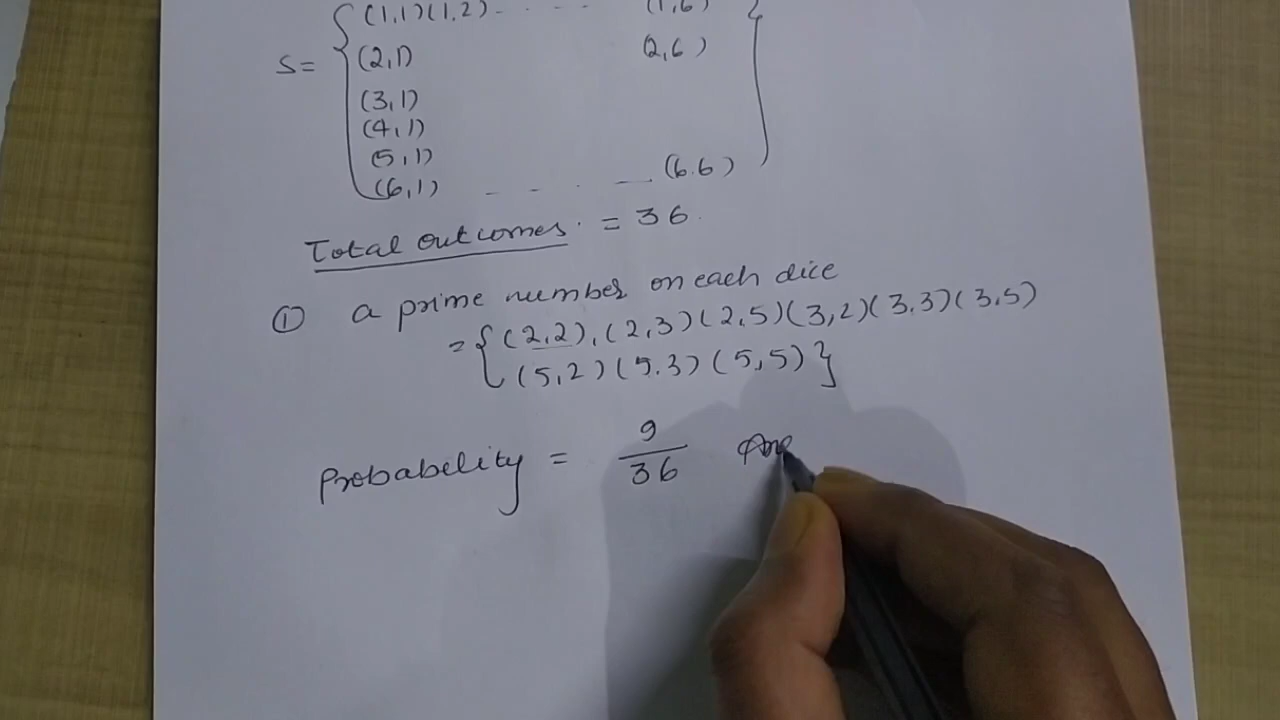 (1,1)(1,2) - . . - - (1,6)
S = (2,1) (2,6)
(3,1)
(4,1)
(5,1)
(6,1) - - . - (6.6)
Total outcomes = 36.
① a prime number on each dice
= {(2,2),(2,3)(2,5)(3,2)(3,3)(3,5)
(5,2)(5.3)(5,5)}
Probabelity = 9/36